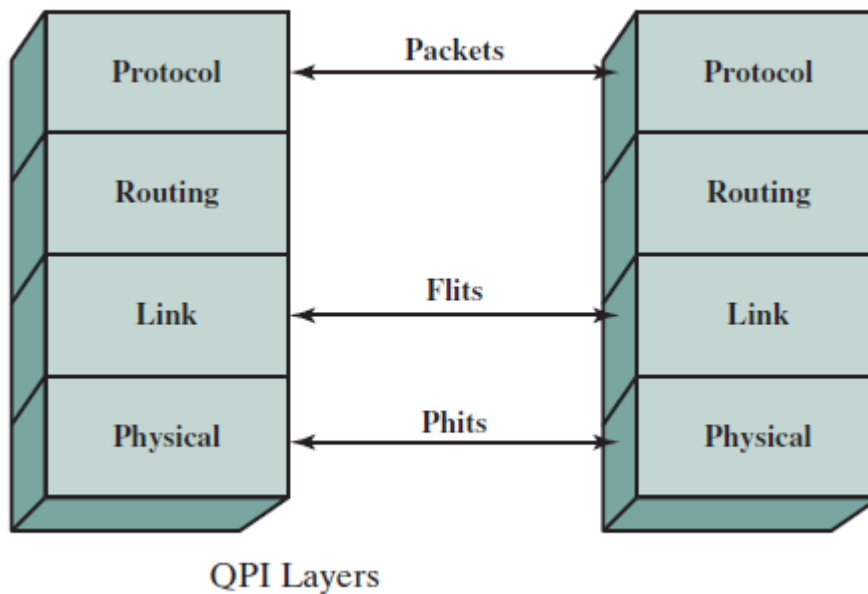 Protocol Packets Protocol
Routing Routing
Link Flits Link
Physical Phits Physical
QPI Layers